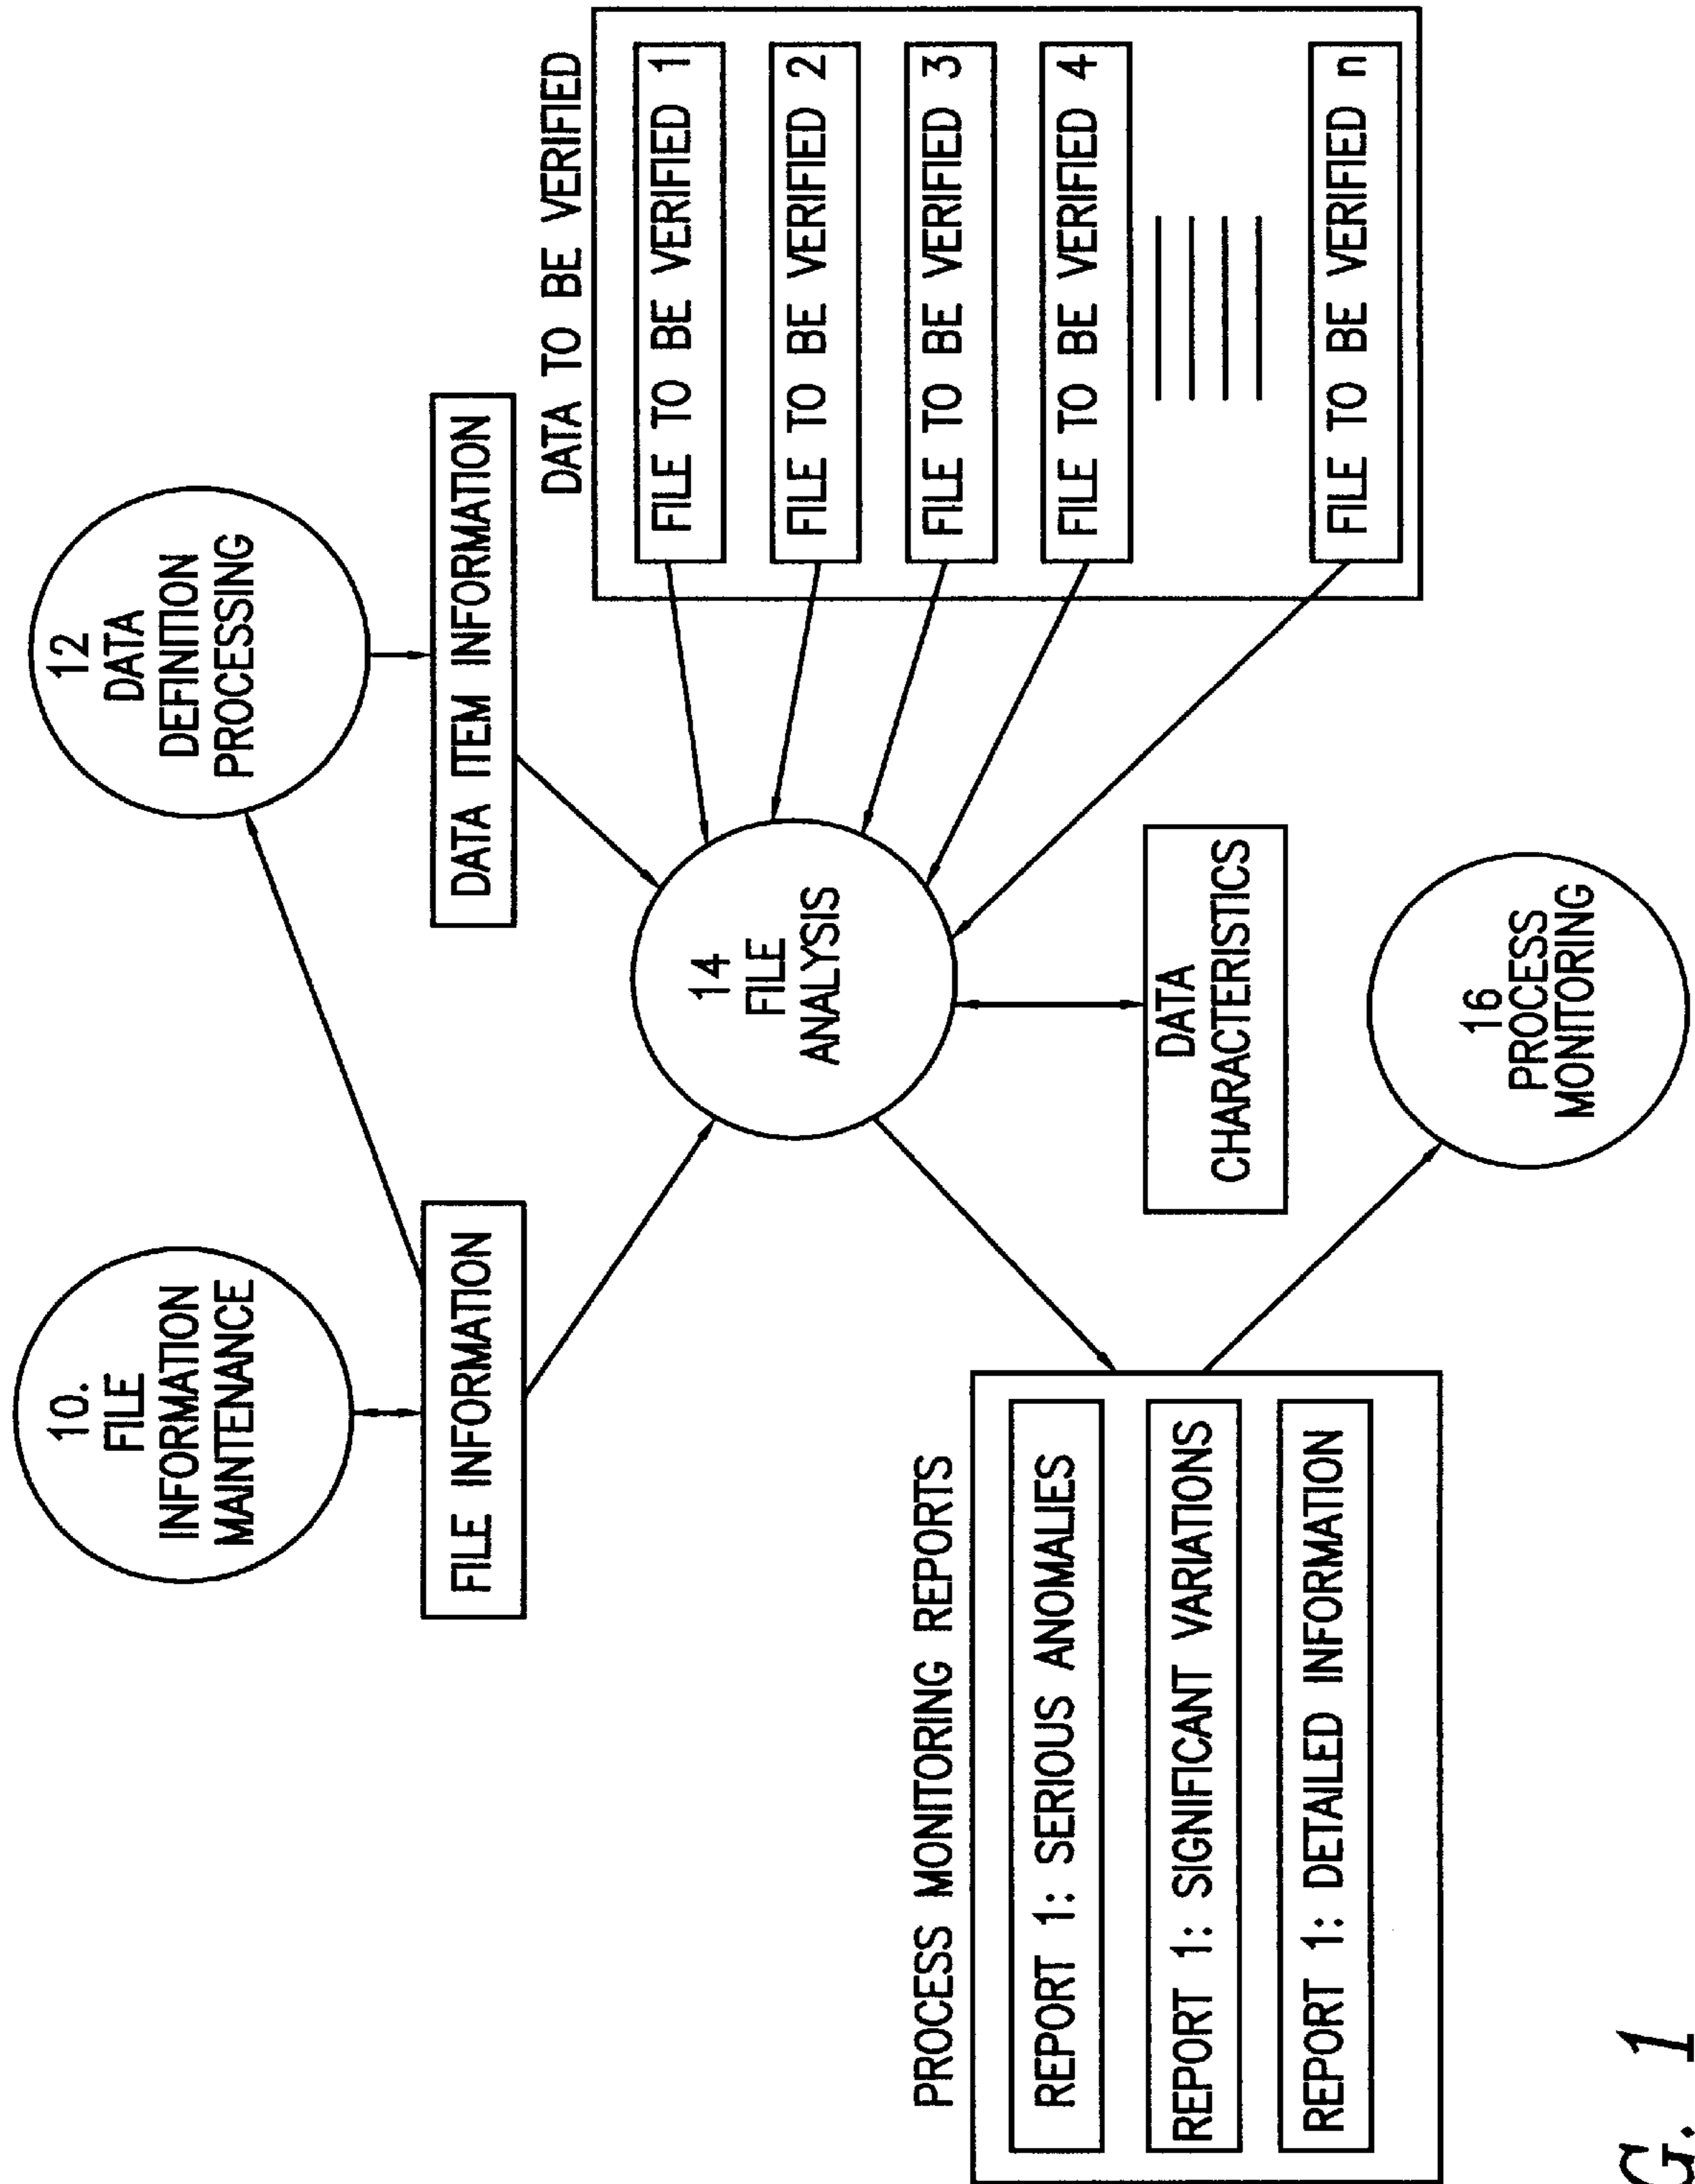 10.
FILE
INFORMATION
MAINTENANCE
12
DATA
DEFINITION
PROCESSING
FILE INFORMATION
DATA ITEM INFORMATION
DATA TO BE VERIFIED
FILE TO BE VERIFIED 1
FILE TO BE VERIFIED 2
FILE TO BE VERIFIED 3
FILE TO BE VERIFIED 4
FILE TO BE VERIFIED n
14
FILE
ANALYSIS
PROCESS MONITORING REPORTS
REPORT 1: SERIOUS ANOMALIES
REPORT 1: SIGNIFICANT VARIATIONS
REPORT 1: DETAILED INFORMATION
DATA
CHARACTERISTICS
16
PROCESS
MONITORING
G. 1